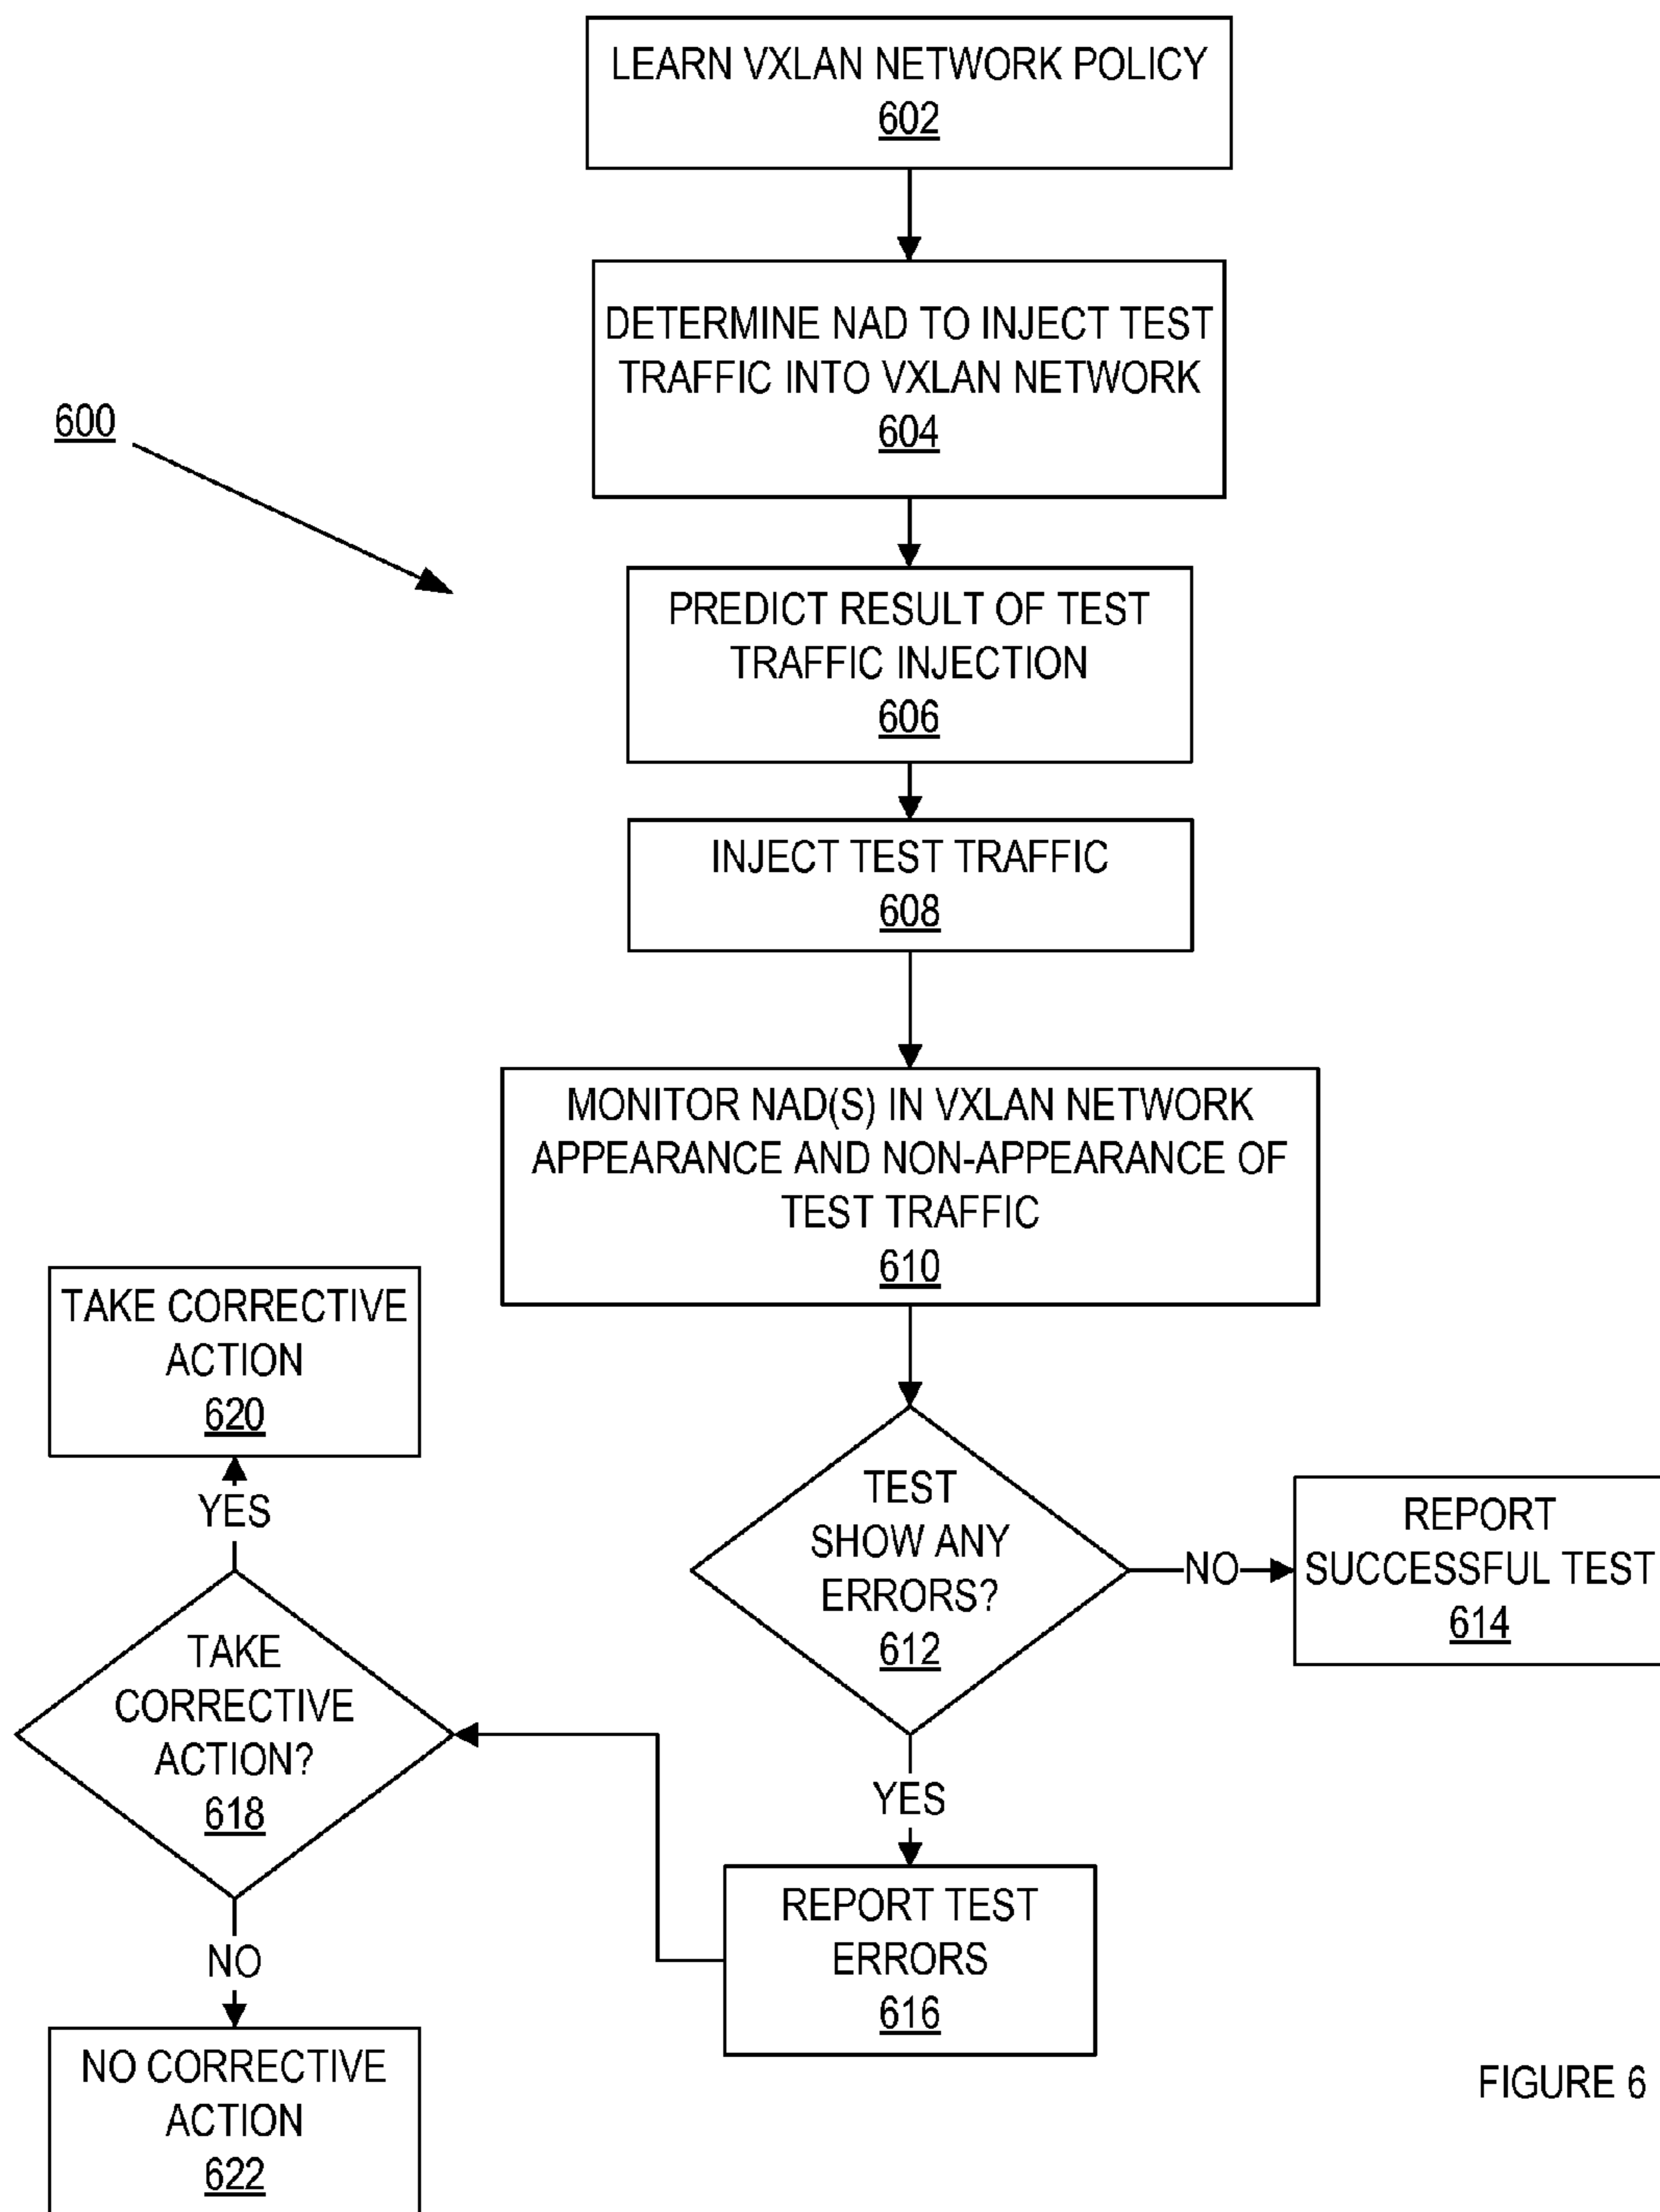 LEARN VXLAN NETWORK POLICY
602
DETERMINE NAD TO INJECT TEST
TRAFFIC INTO VXLAN NETWORK
604
600
PREDICT RESULT OF TEST
TRAFFIC INJECTION
606
INJECT TEST TRAFFIC
608
MONITOR NAD(S) IN VXLAN NETWORK
APPEARANCE AND NON-APPEARANCE OF
TEST TRAFFIC
610
TEST
SHOW ANY
ERRORS?
612
NO
REPORT
SUCCESSFUL TEST
614
YES
REPORT TEST
ERRORS
616
TAKE
CORRECTIVE
ACTION?
618
YES
TAKE CORRECTIVE
ACTION
620
NO
NO CORRECTIVE
ACTION
622
FIGURE 6